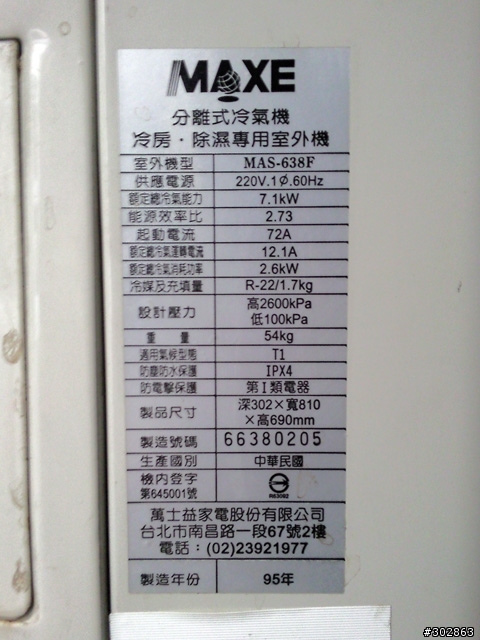 MAXE
分離式冷氣機
冷房·除濕專用室外機
室外機型 MAS-638F
供應電源 220V.1Φ.60Hz
額定總冷氣能力 7.1kW
能源效率比 2.73
起動電流 72A
額定總冷氣運轉電流 12.1A
額定總冷氣消耗功率 2.6kW
冷媒及充填量 R-22/1.7kg
設計壓力 高2600kPa
低100kPa
重量 54kg
適用氣候型態 T1
防塵防水保護 IPX4
防電擊保護 第I類電器
製品尺寸 深302×寬810
×高690mm
製造號碼 66380205
生產國別 中華民國
檢內登字
第645001號
R63082
萬士益家電股份有限公司
台北市南昌路一段67號2樓
電話：(02)23921977
製造年份 95年
#302863